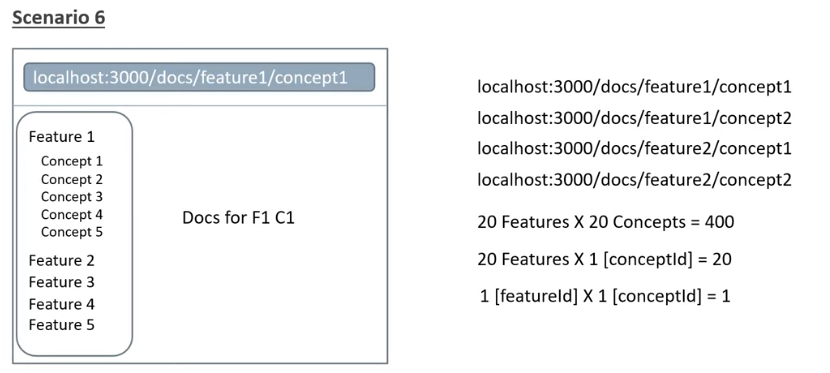 Scenario 6
localhost:3000/docs/feature1/concept1
Feature 1
Concept 1
Concept 2
Concept 3
Concept 4
Concept 5
Feature 2
Feature 3
Feature 4
Feature 5
Docs for F1 C1
localhost:3000/docs/feature1/concept1
localhost:3000/docs/feature1/concept2
localhost:3000/docs/feature2/concept1
localhost:3000/docs/feature2/concept2
20 Features X 20 Concepts = 400
20 Features X 1 [conceptId] = 20
1 [featureId] X 1 [conceptId] = 1